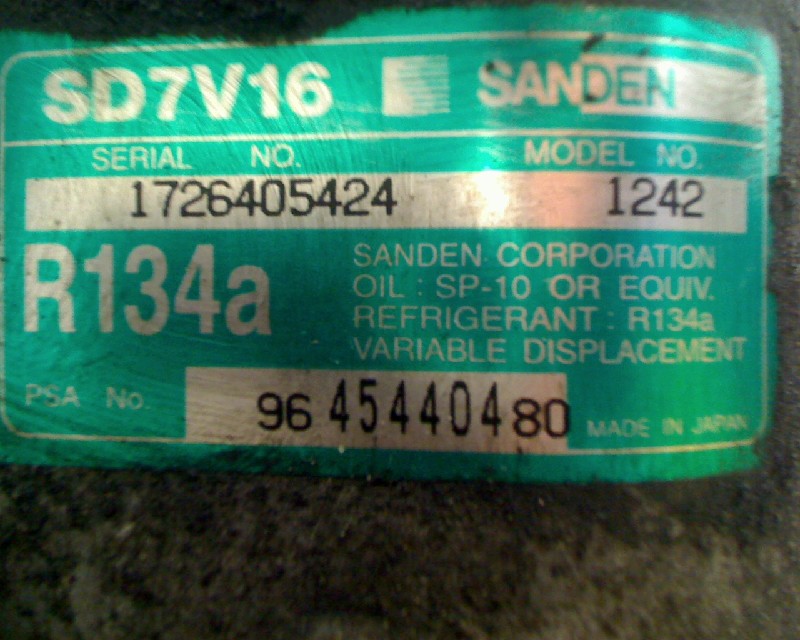 SD7V16 SANDEN
SERIAL NO. MODEL NO.
1726405424 1242
R134a
SANDEN CORPORATION
OIL : SP-10 OR EQUIV.
REFRIGERANT : R134a
VARIABLE DISPLACEMENT
PSA No. 96 454404 80
MADE IN JAPAN